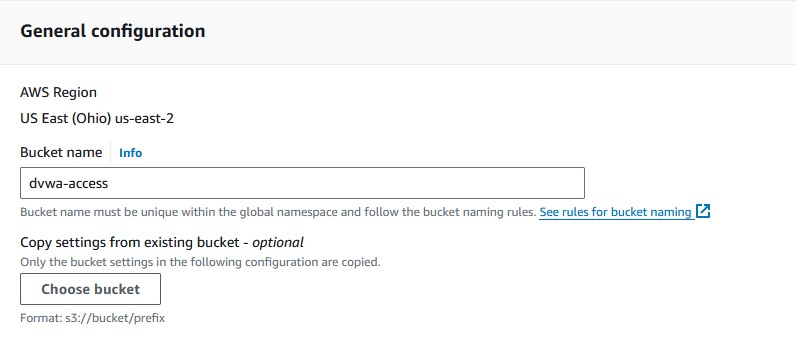 General configuration
AWS Region
US East (Ohio) us-east-2
Bucket name Info
dvwa-access
Bucket name must be unique within the global namespace and follow the bucket naming rules. See rules for bucket naming
Copy settings from existing bucket - optional
Only the bucket settings in the following configuration are copied.
Choose bucket
Format: s3://bucket/prefix